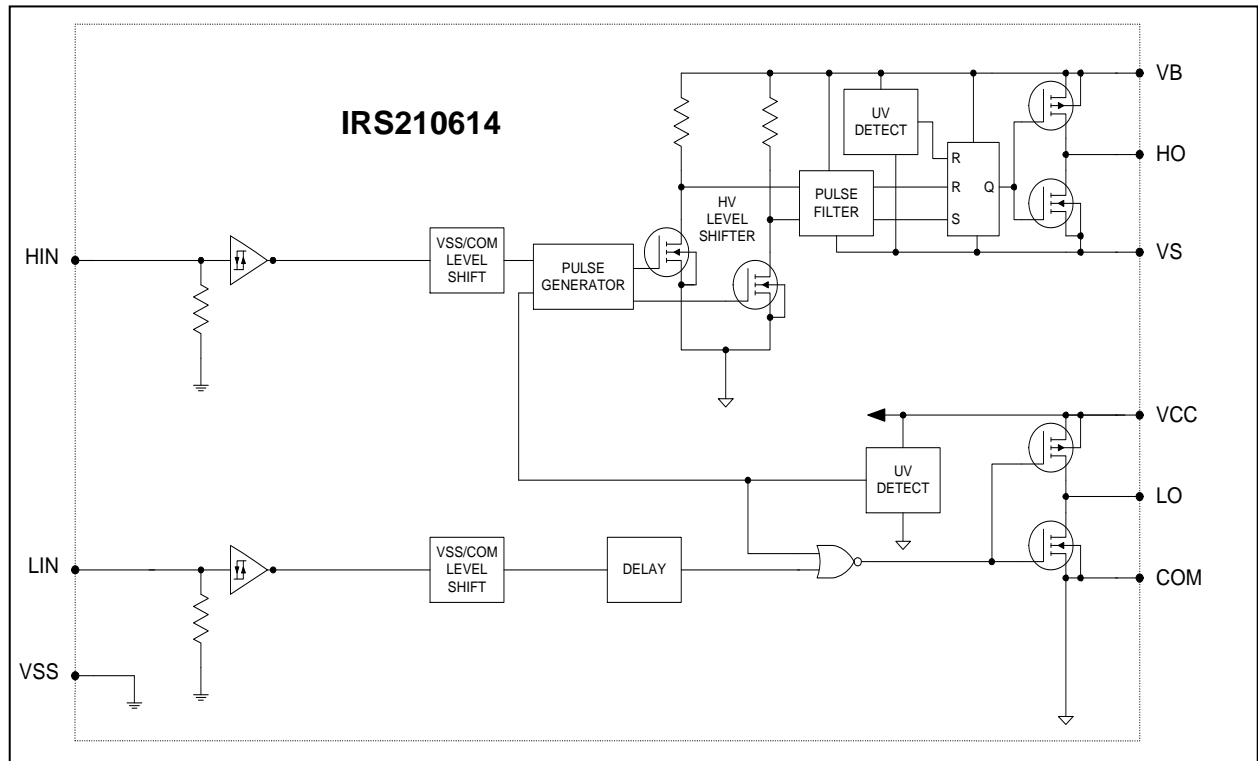 IRS210614
VB
UV
DETECT
R
HO
R
Q
PULSE
FILTER
HV
LEVEL
SHIFTER
S
HIN
VSS/COM
LEVEL
SHIFT
PULSE
GENERATOR
VS
VCC
UV
DETECT
LO
LIN
VSS/COM
LEVEL
SHIFT
DELAY
COM
VSS